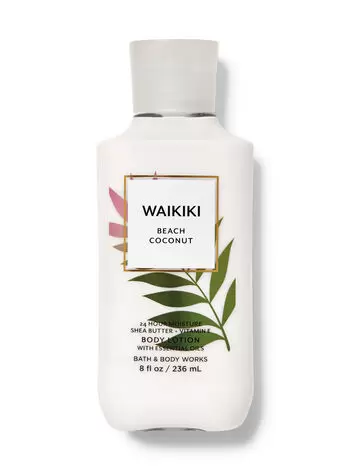 WAIKIKI
BEACH
COCONUT
24 HOUR MOISTURE
SHEA BUTTER + VITAMIN E
BODY LOTION
WITH ESSENTIAL OILS
BATH & BODY WORKS
8 fl oz / 236 mL